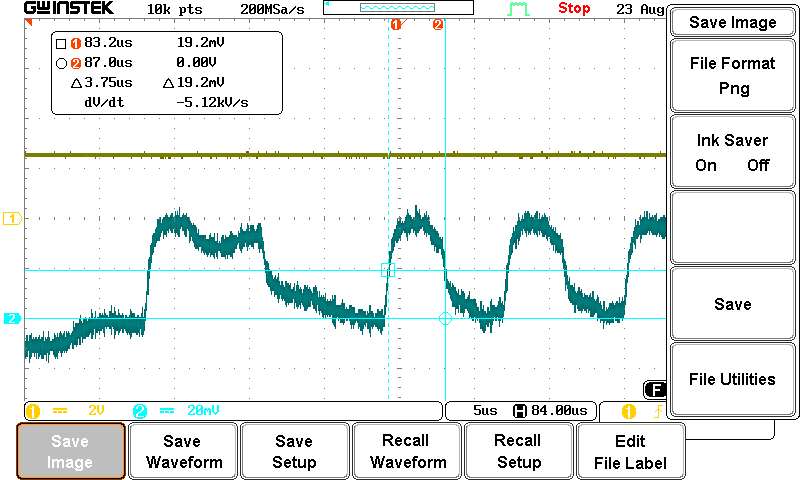 GWINSTEK 10k pts 200MSa/s Stop 23 Aug
1 2
1 83.2us 19.2mV
2 87.0us 0.00V
△3.75us △19.2mV
dV/dt -5.12kV/s
1
2
F
1 2V 2 20mV 5us H 84.00us 1
Save Image
File Format
Png
Ink Saver
On Off
Save
File Utilities
Save Image
Save Waveform
Save Setup
Recall Waveform
Recall Setup
Edit File Label